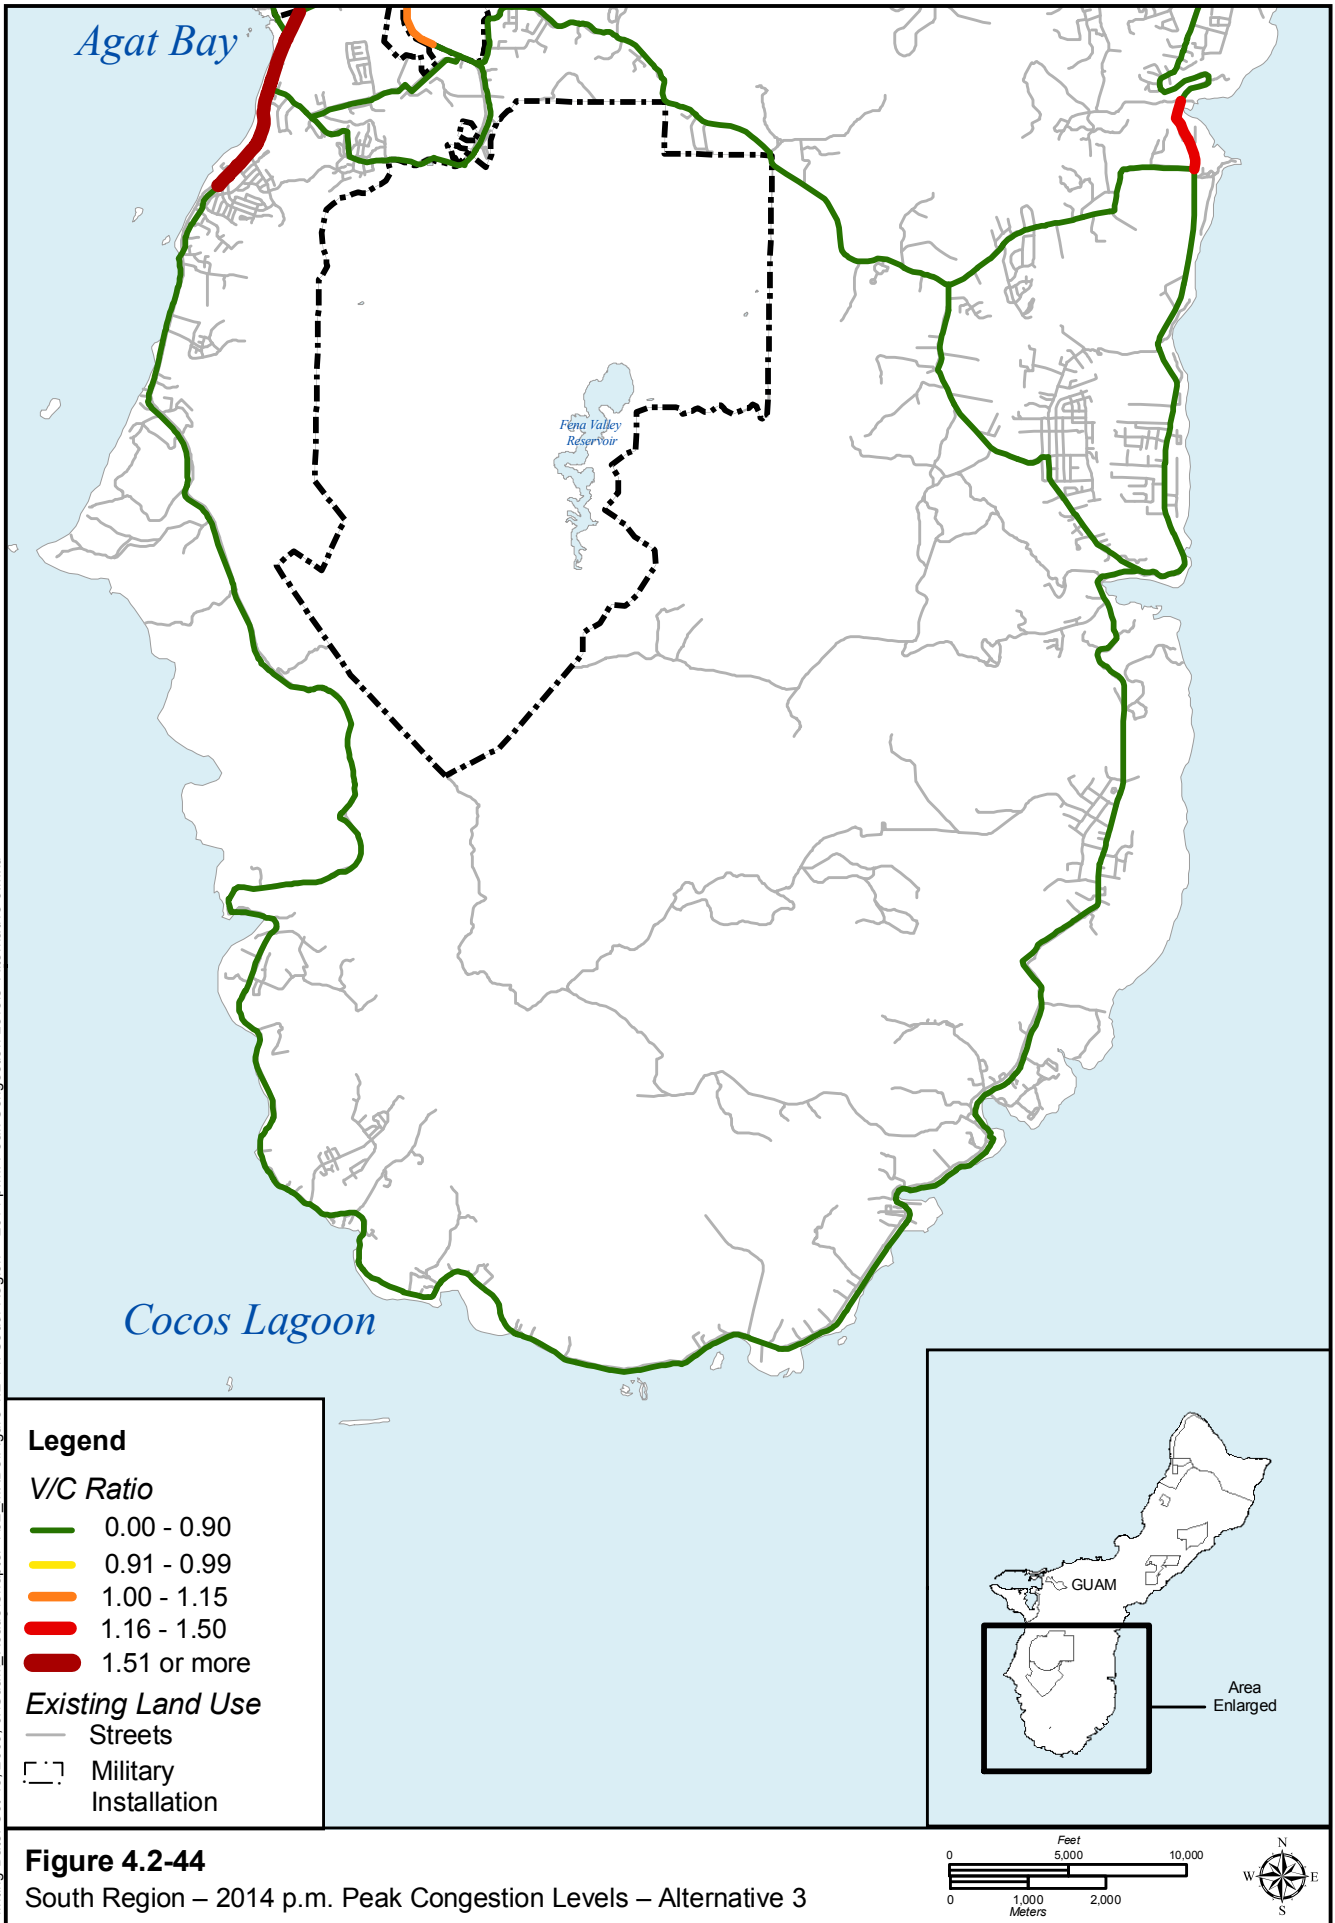 Agat Bay
Fena Valley
Reservoir
Cocos Lagoon
Legend
V/C Ratio
0.00 - 0.90
0.91 - 0.99
1.00 - 1.15
1.16 - 1.50
1.51 or more
Existing Land Use
Streets
Military
Installation
GUAM
Area
Enlarged
Figure 4.2-44
South Region – 2014 p.m. Peak Congestion Levels – Alternative 3
Feet
0 5,000 10,000
0 1,000 2,000
Meters
N
W E
S